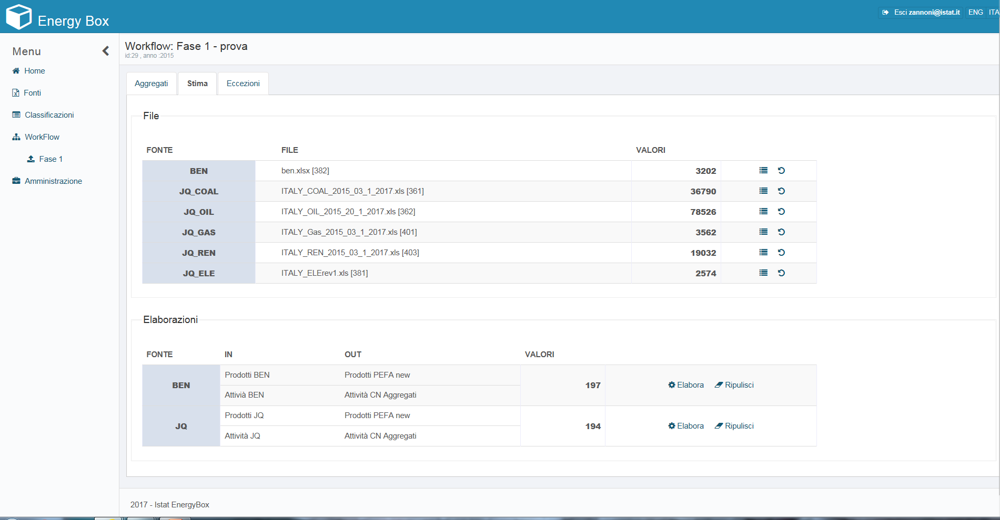 Energy Box
Esci zannoni@istat.it ENG ITA
Menu
Home
Fonti
Classificazioni
WorkFlow
Fase 1
Amministrazione
Workflow: Fase 1 - prova
id:29 , anno :2015
Aggregati Stima Eccezioni
File
FONTE FILE VALORI
BEN ben.xlsx [382] 3202
JQ_COAL ITALY_COAL_2015_03_1_2017.xls [361] 36790
JQ_OIL ITALY_OIL_2015_20_1_2017.xls [362] 78526
JQ_GAS ITALY_Gas_2015_03_1_2017.xls [401] 3562
JQ_REN ITALY_REN_2015_03_1_2017.xls [403] 19032
JQ_ELE ITALY_ELErev1.xls [381] 2574
Elaborazioni
FONTE IN OUT VALORI
Prodotti BEN Prodotti PEFA new
BEN 197 Elabora Ripulisci
Attivià BEN Attività CN Aggregati
Prodotti JQ Prodotti PEFA new
JQ 194 Elabora Ripulisci
Attività JQ Attività CN Aggregati
2017 - Istat EnergyBox